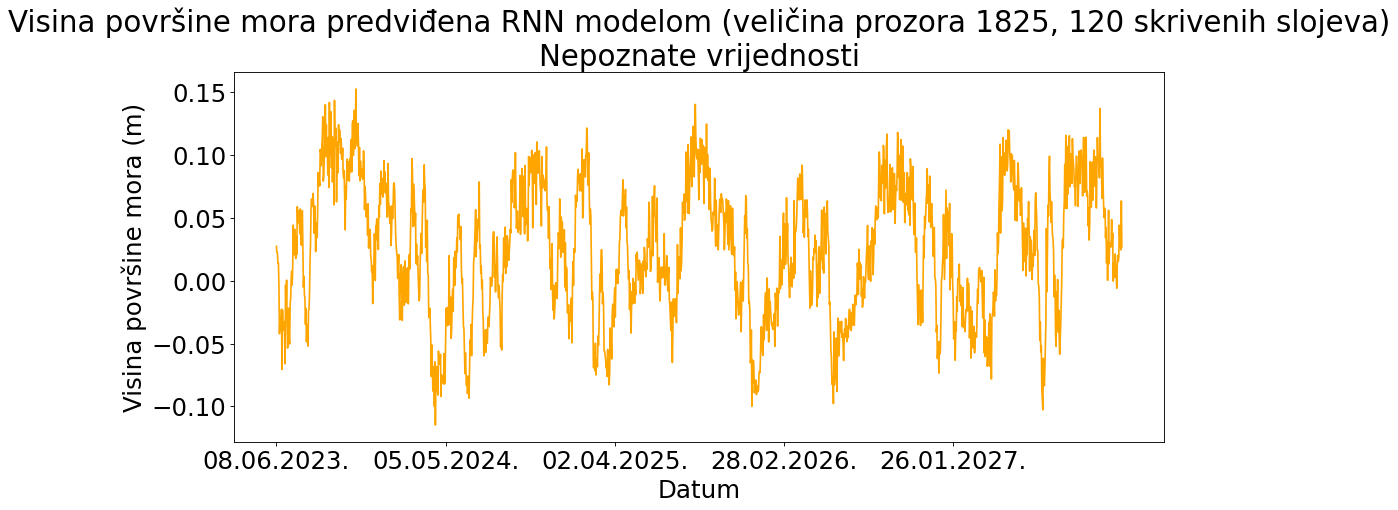 Visina površine mora predviđena RNN modelom (veličina prozora 1825, 120 skrivenih slojeva)
Nepoznate vrijednosti
Visina površine mora (m)
0.15
0.10
0.05
0.00
−0.05
−0.10
08.06.2023. 05.05.2024. 02.04.2025. 28.02.2026. 26.01.2027.
Datum